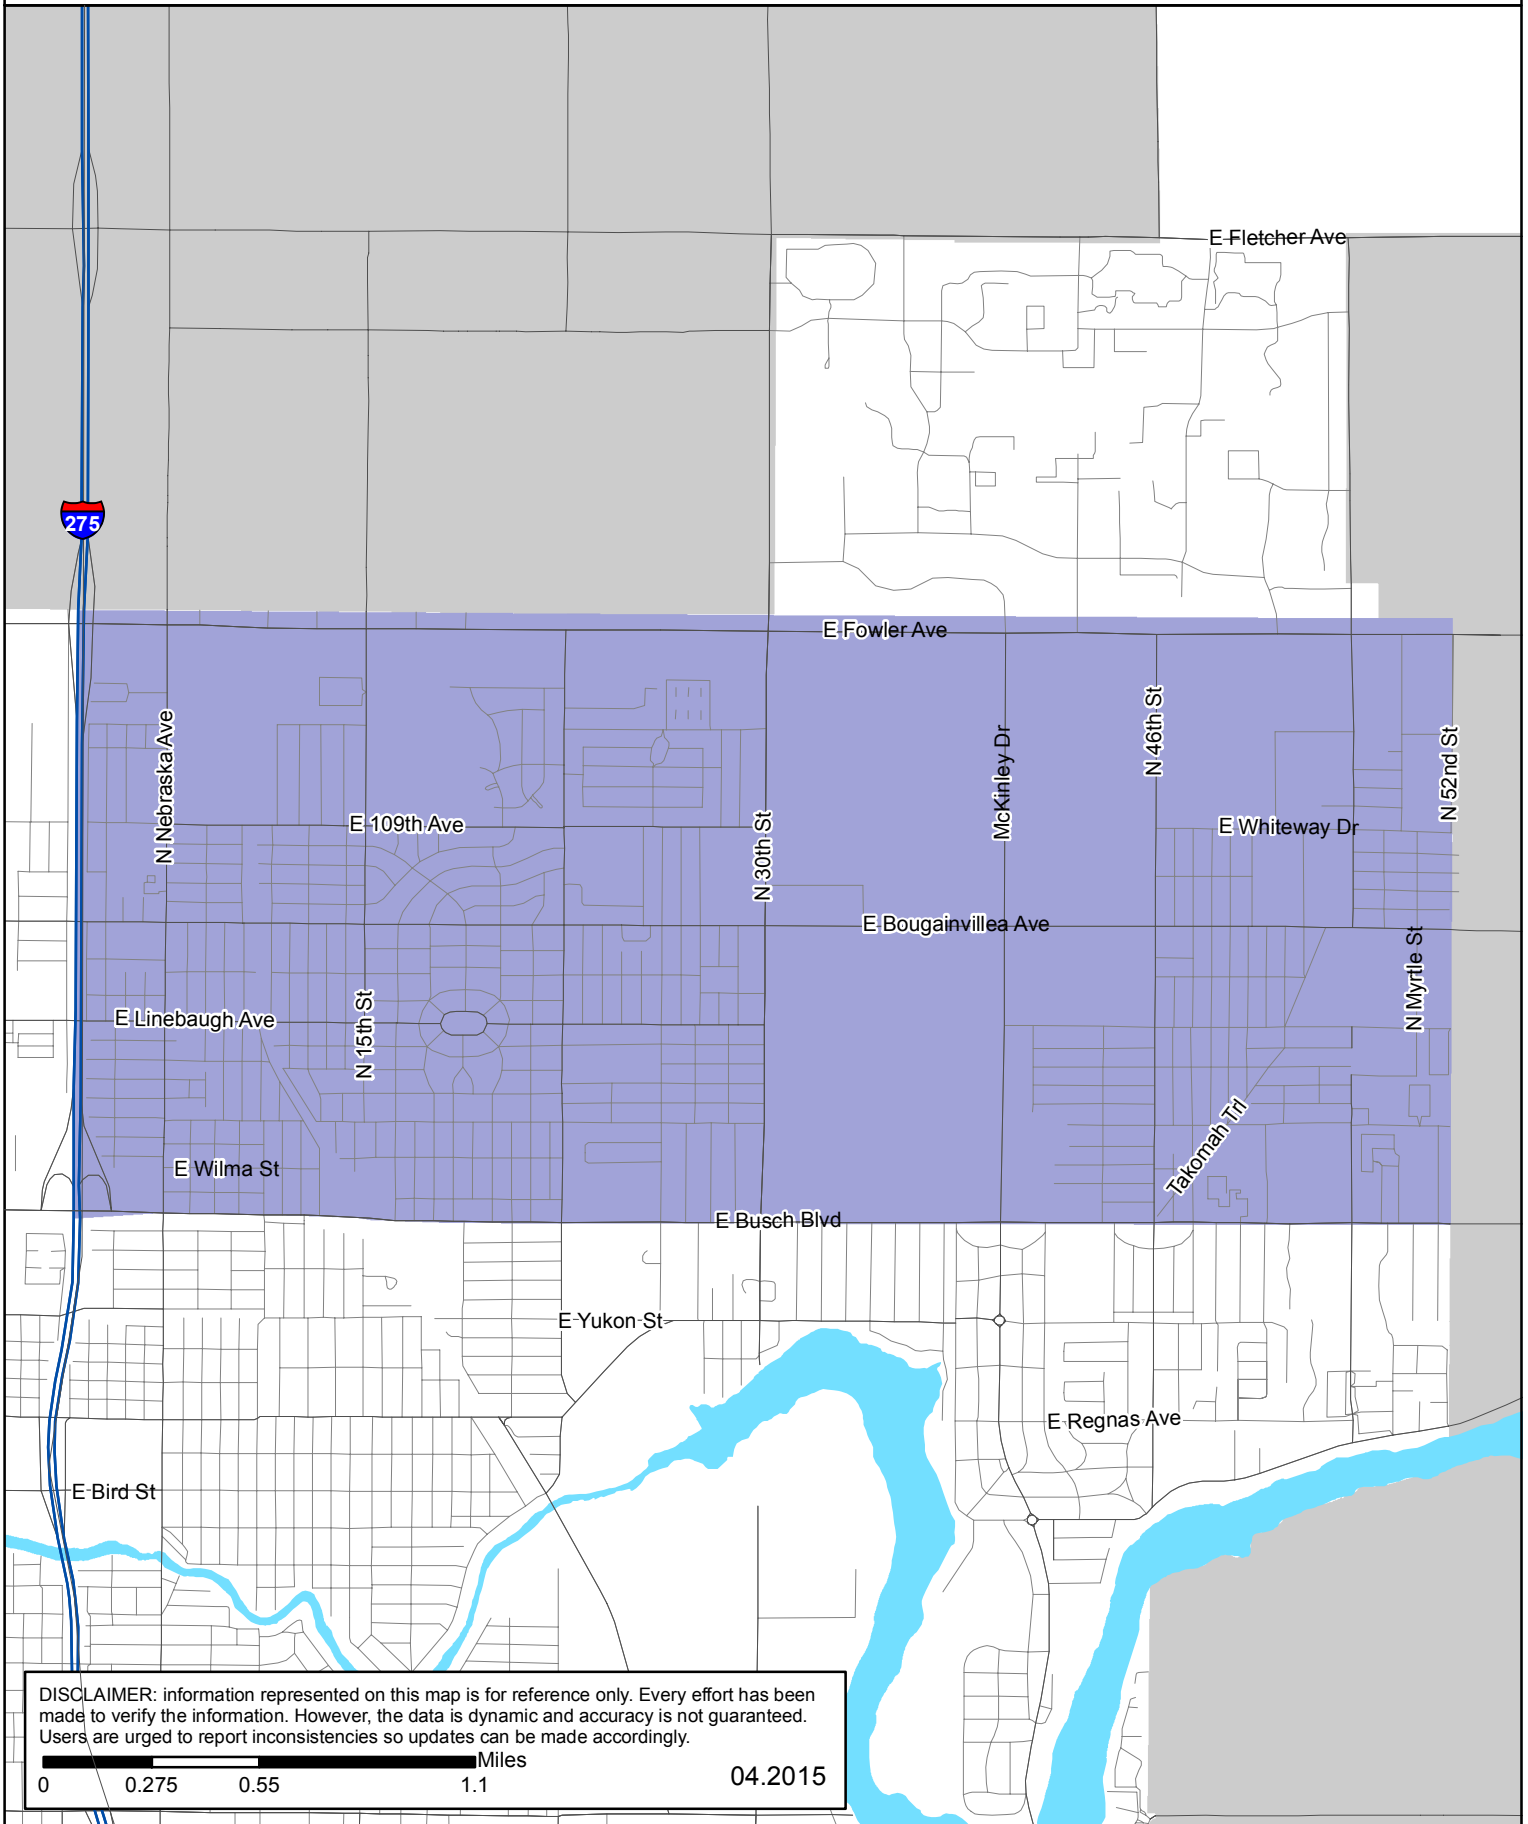 E Fletcher Ave
275
E Fowler Ave
N Nebraska Ave
N 46th St
McKinley Dr
N 52nd St
E 109th Ave
N 30th St
E Whiteway Dr
E Bougainvillea Ave
N Myrtle St
E Linebaugh Ave
N 15th St
Takomah Trl
E Wilma St
E Busch Blvd
E Yukon St
E Regnas Ave
E Bird St
DISCLAIMER: information represented on this map is for reference only. Every effort has been
made to verify the information. However, the data is dynamic and accuracy is not guaranteed.
Users are urged to report inconsistencies so updates can be made accordingly.
Miles
0 0.275 0.55 1.1
04.2015